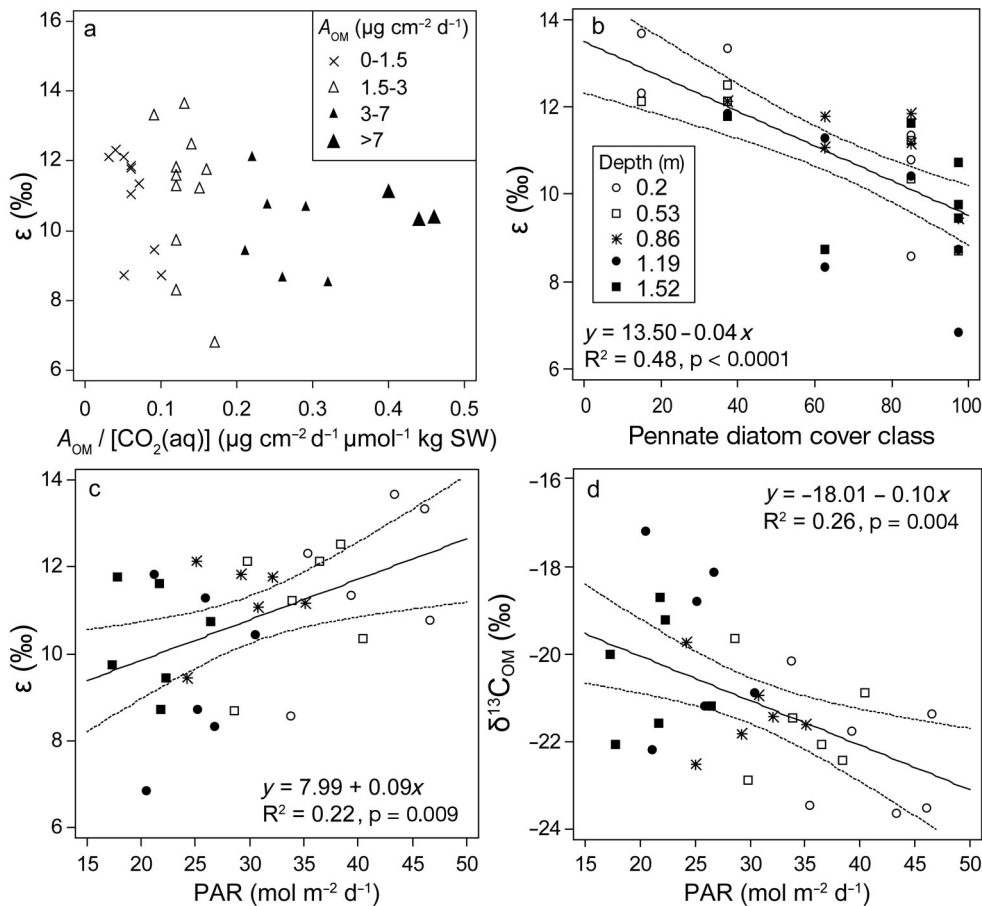 a
A_OM (μg cm⁻² d⁻¹)
0-1.5
1.5-3
3-7
>7
16
14
12
10
8
6
ε (‰)
0 0.1 0.2 0.3 0.4 0.5
A_OM / [CO₂(aq)] (μg cm⁻² d⁻¹ μmol⁻¹ kg SW)
b
14
12
10
8
6
ε (‰)
Depth (m)
0.2
0.53
0.86
1.19
1.52
y = 13.50 – 0.04x
R² = 0.48, p < 0.0001
0 20 40 60 80 100
Pennate diatom cover class
c
14
12
10
8
6
ε (‰)
y = 7.99 + 0.09x
R² = 0.22, p = 0.009
15 20 25 30 35 40 45 50
PAR (mol m⁻² d⁻¹)
d
y = –18.01 – 0.10x
R² = 0.26, p = 0.004
–16
–18
–20
–22
–24
δ¹³C_OM (‰)
15 20 25 30 35 40 45 50
PAR (mol m⁻² d⁻¹)